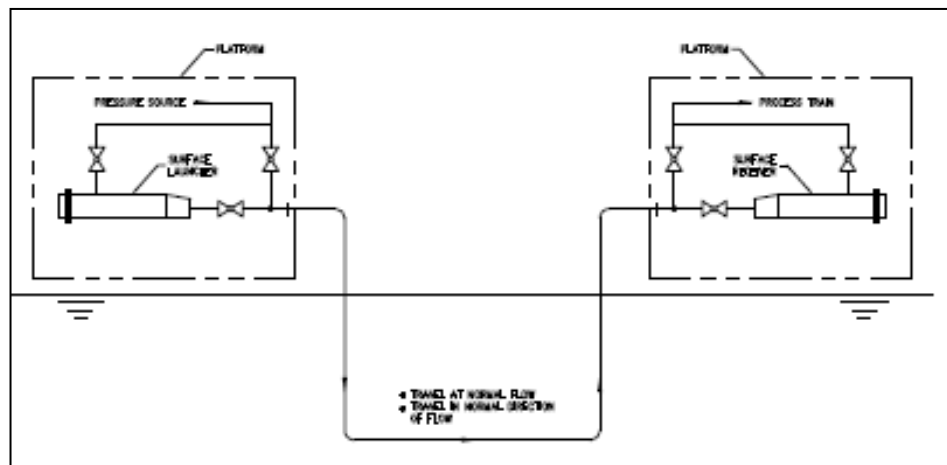 PLATFORM
PLATFORM
PRESSURE SOURCE
PROCESS TRAIN
SURFACE
LAUNCHER
SURFACE
RECEIVER
TRAVEL AT NORMAL FLOW
TRAVEL IN NORMAL DIRECTION
OF FLOW